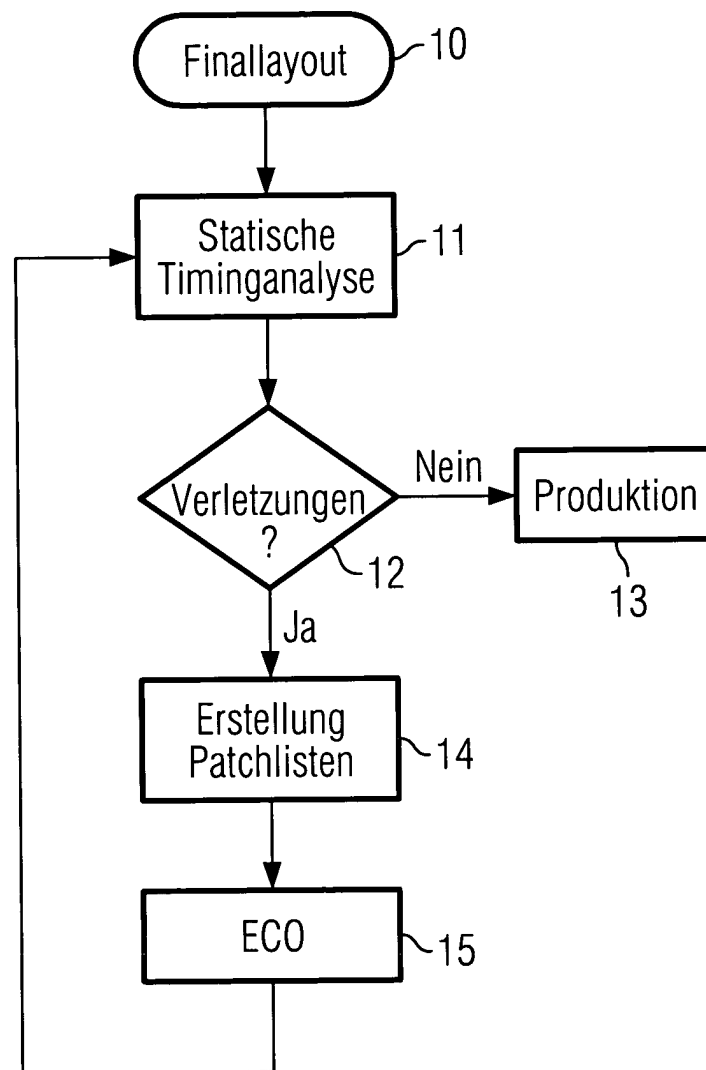 Finallayout
10
Statische
Timinganalyse
11
Verletzungen
?
12
Nein
Produktion
13
Ja
Erstellung
Patchlisten
14
ECO
15